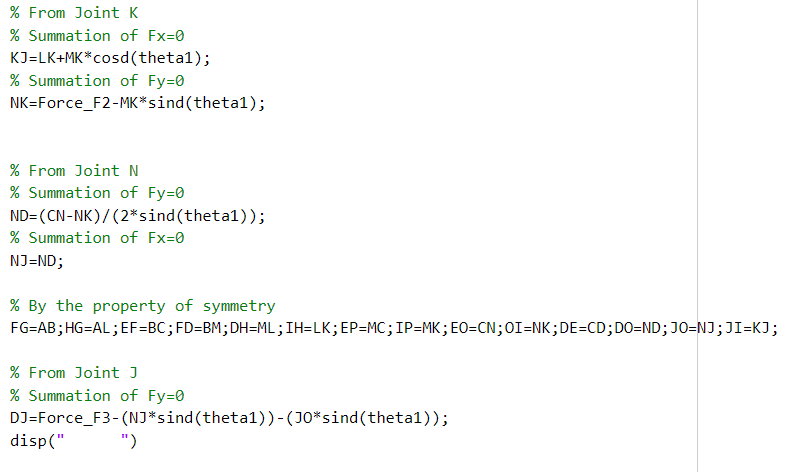 % From Joint K
% Summation of Fx=0
KJ=LK+MK*cosd(theta1);
% Summation of Fy=0
NK=Force_F2-MK*sind(theta1);
% From Joint N
% Summation of Fy=0
ND=(CN-NK)/(2*sind(theta1));
% Summation of Fx=0
NJ=ND;
% By the property of symmetry
FG=AB;HG=AL;EF=BC;FD=BM;DH=ML;IH=LK;EP=MC;IP=MK;EO=CN;OI=NK;DE=CD;DO=ND;JO=NJ;JI=KJ;
% From Joint J
% Summation of Fy=0
DJ=Force_F3-(NJ*sind(theta1))-(JO*sind(theta1));
disp("      ")